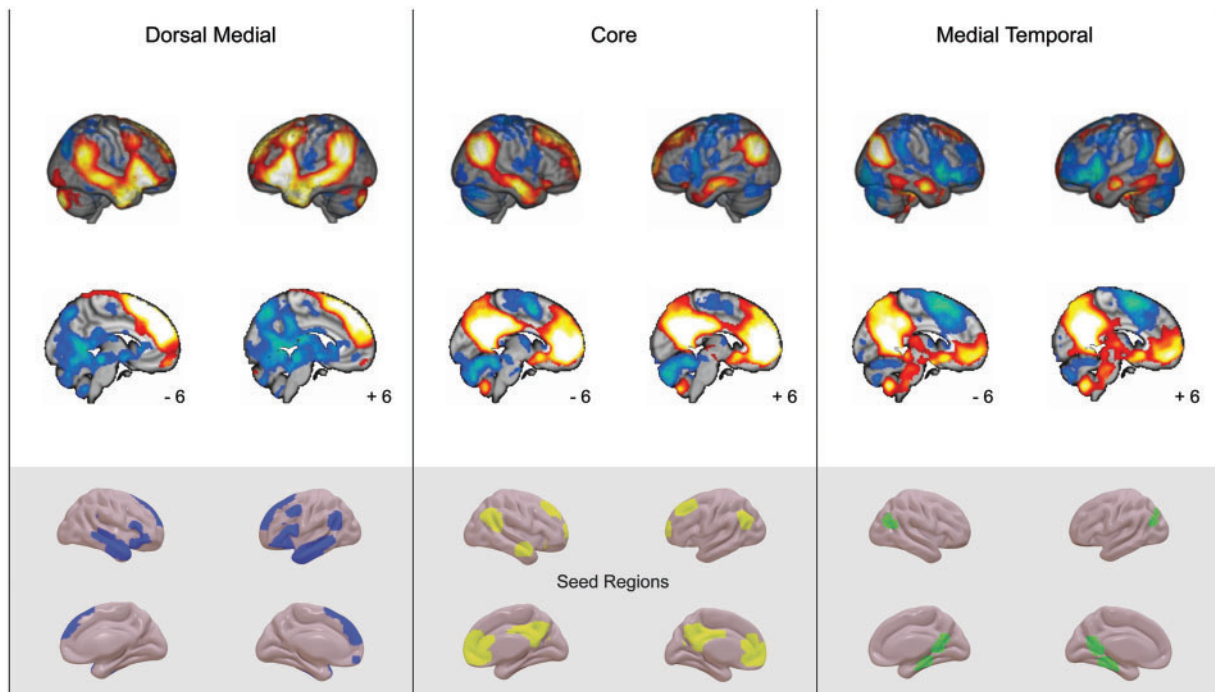 Dorsal Medial
Core
Medial Temporal
- 6
+ 6
- 6
+ 6
- 6
+ 6
Seed Regions